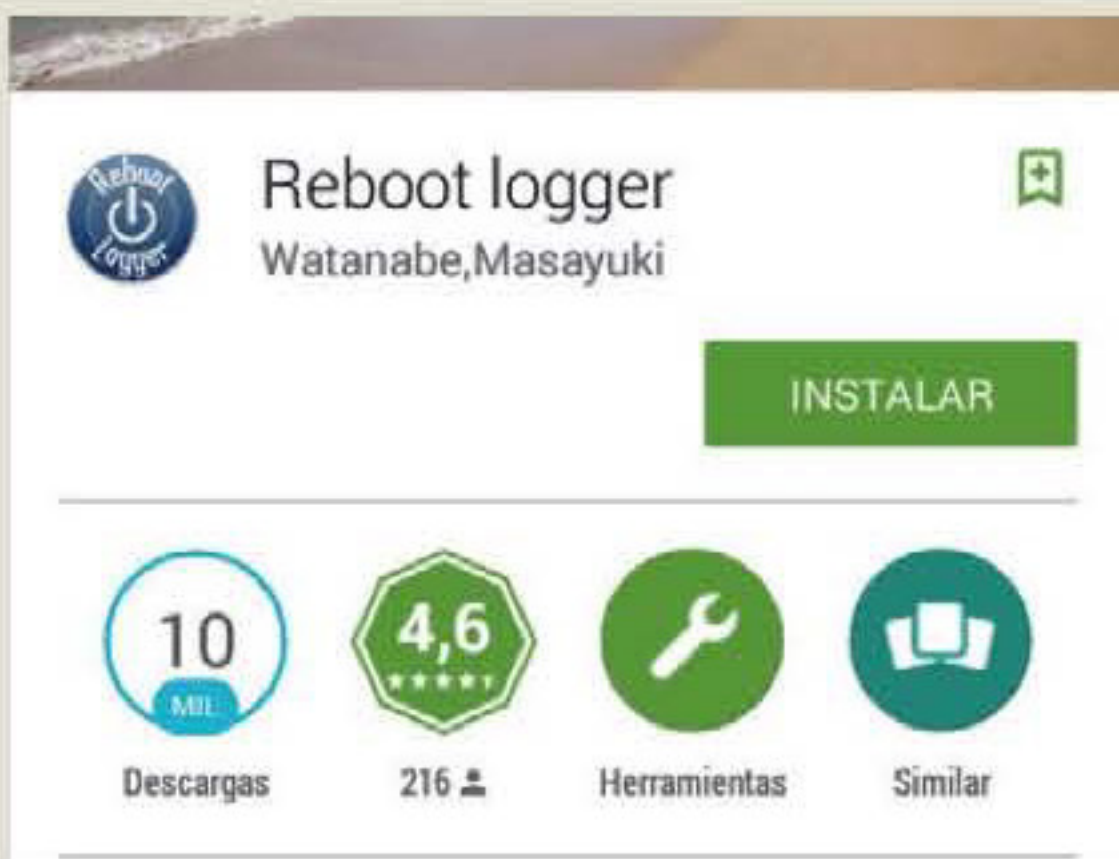 Reboot
Logger
Reboot logger
Watanabe,Masayuki
INSTALAR
10
MIL
4,6
Descargas
216
Herramientas
Similar